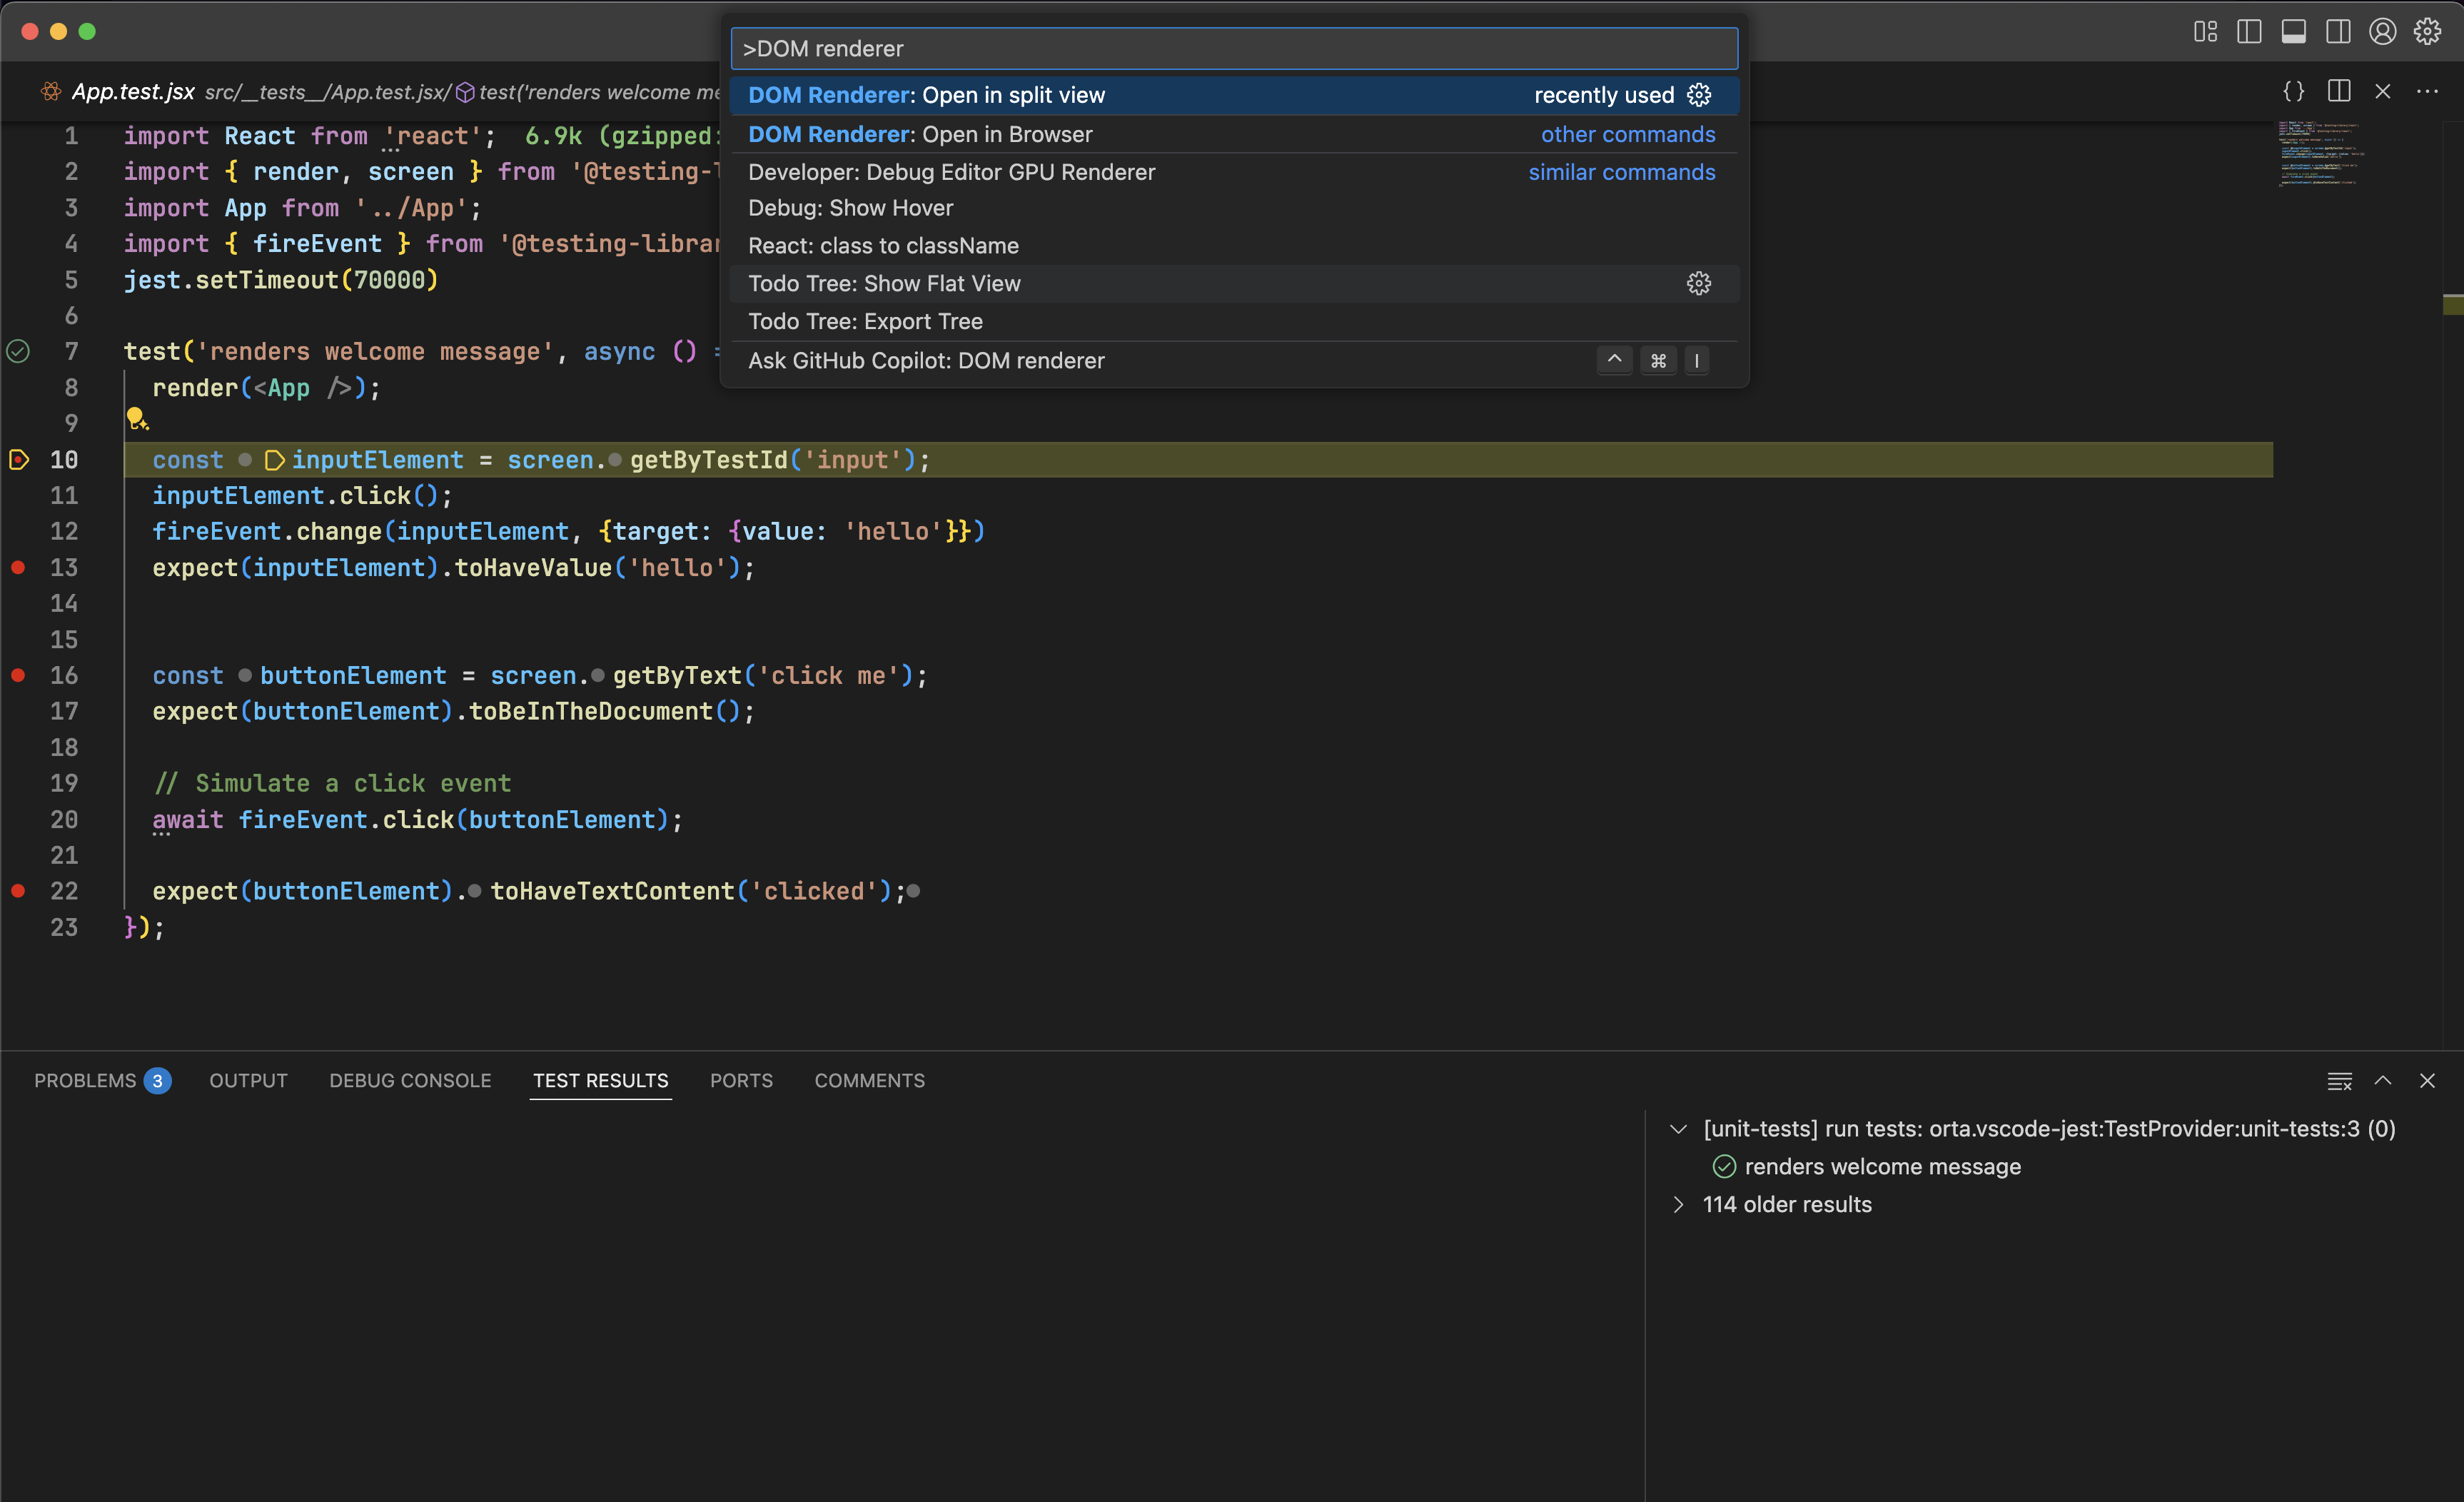 >DOM renderer
DOM Renderer: Open in split view recently used
DOM Renderer: Open in Browser other commands
Developer: Debug Editor GPU Renderer similar commands
Debug: Show Hover
React: class to className
Todo Tree: Show Flat View
Todo Tree: Export Tree
Ask GitHub Copilot: DOM renderer ^ ⌘ I
App.test.jsx src/__tests__/App.test.jsx/ test('renders welcome me
1 import React from 'react'; 6.9k (gzipped:
2 import { render, screen } from '@testing-l
3 import App from '../App';
4 import { fireEvent } from '@testing-librar
5 jest.setTimeout(70000)
6
7 test('renders welcome message', async () =
8 render(<App />);
9
10 const inputElement = screen.getByTestId('input');
11 inputElement.click();
12 fireEvent.change(inputElement, {target: {value: 'hello'}})
13 expect(inputElement).toHaveValue('hello');
14
15
16 const buttonElement = screen.getByText('click me');
17 expect(buttonElement).toBeInTheDocument();
18
19 // Simulate a click event
20 await fireEvent.click(buttonElement);
21
22 expect(buttonElement).toHaveTextContent('clicked');
23 });
PROBLEMS 3 OUTPUT DEBUG CONSOLE TEST RESULTS PORTS COMMENTS
[unit-tests] run tests: orta.vscode-jest:TestProvider:unit-tests:3 (0)
renders welcome message
114 older results